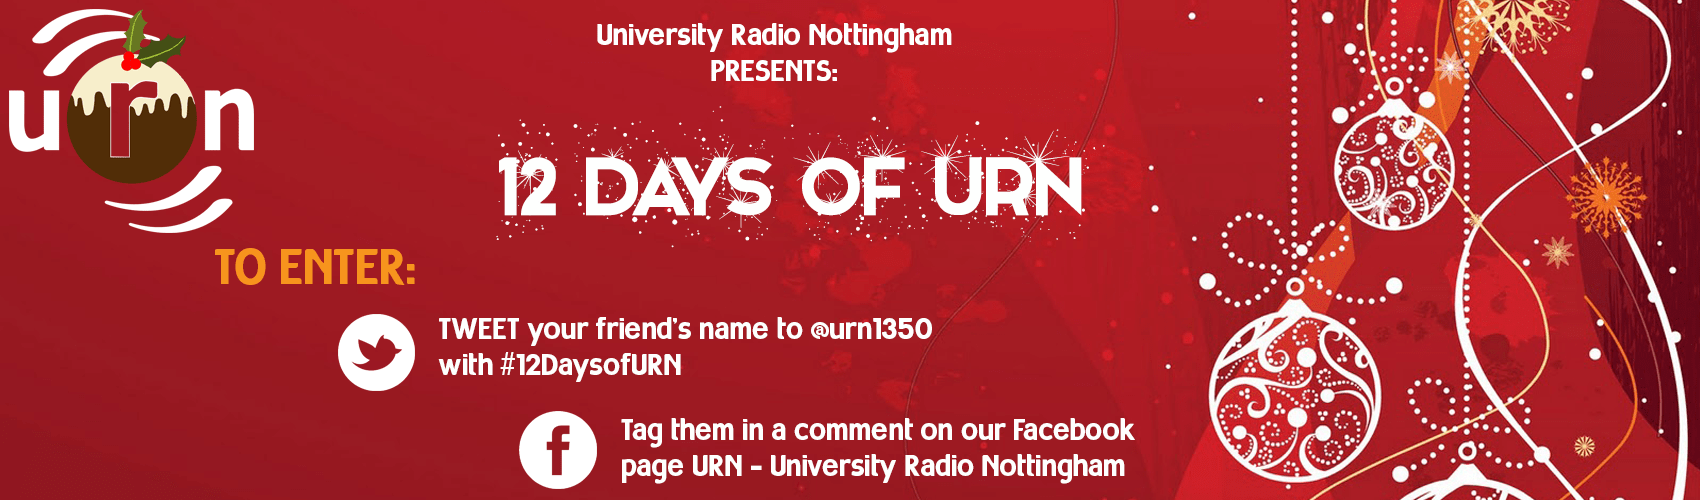 urn
University Radio Nottingham
PRESENTS:
12 DAYS OF URN
TO ENTER:
TWEET your friend's name to @urn1350
with #12DaysofURN
Tag them in a comment on our Facebook
page URN - University Radio Nottingham